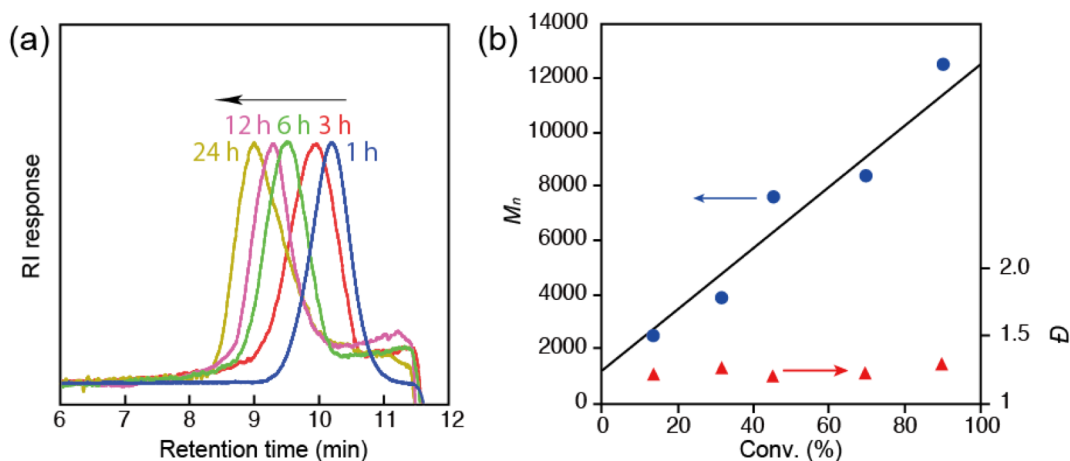 (a)
RI response
24 h
12 h
6 h
3 h
1 h
6
7
8
9
10
11
12
Retention time (min)
(b)
Mn
14000
12000
10000
8000
6000
4000
2000
0
0
20
40
60
80
100
Conv. (%)
2.0
1.5
1
Đ